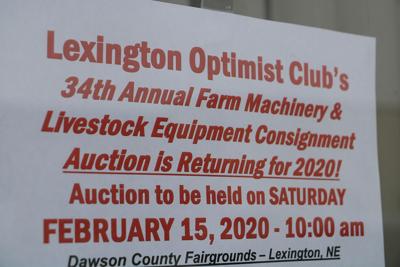 Lexington Optimist Club's
34th Annual Farm Machinery &
Livestock Equipment Consignment
Auction is Returning for 2020!
Auction to be held on SATURDAY
FEBRUARY 15, 2020 - 10:00 am
Dawson County Fairgrounds – Lexington, NE